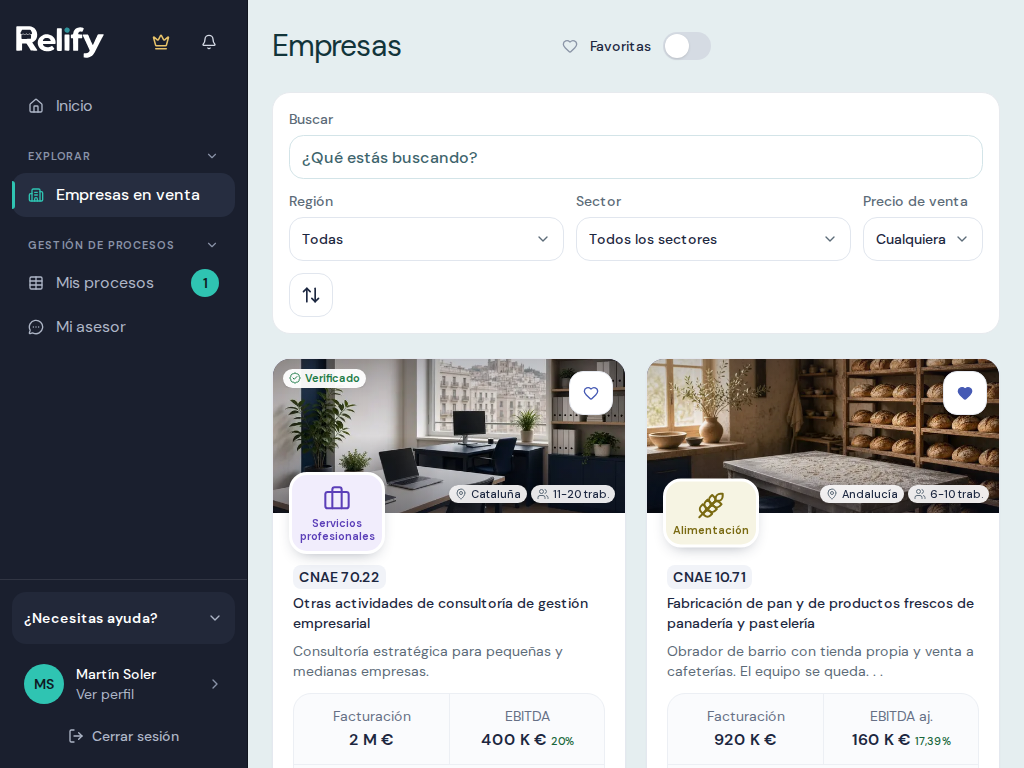 Relify
Inicio
EXPLORAR
Empresas en venta
GESTIÓN DE PROCESOS
Mis procesos
1
Mi asesor
¿Necesitas ayuda?
MS
Martín Soler
Ver perfil
Cerrar sesión
Empresas
Favoritas
Buscar
¿Qué estás buscando?
Región
Sector
Precio de venta
Todas
Todos los sectores
Cualquiera
Verificado
Cataluña
11-20 trab.
Servicios
profesionales
CNAE 70.22
Otras actividades de consultoría de gestión
empresarial
Consultoría estratégica para pequeñas y
medianas empresas.
Facturación
2 M €
EBITDA
400 K € 20%
Andalucía
6-10 trab.
Alimentación
CNAE 10.71
Fabricación de pan y de productos frescos de
panadería y pastelería
Obrador de barrio con tienda propia y venta a
cafeterías. El equipo se queda. . .
Facturación
920 K €
EBITDA aj.
160 K € 17,39%